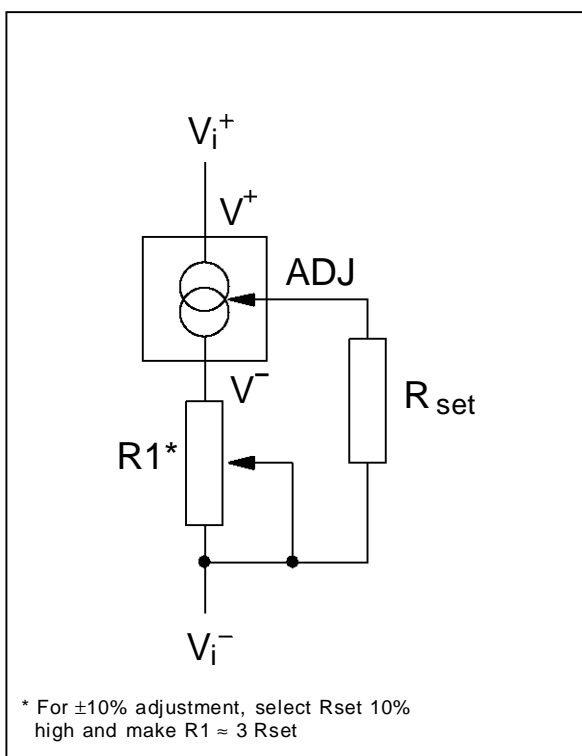 Vi+
V+
ADJ
V−
R1*
Rset
Vi−
* For ±10% adjustment, select Rset 10%
high and make R1 ≈ 3 Rset